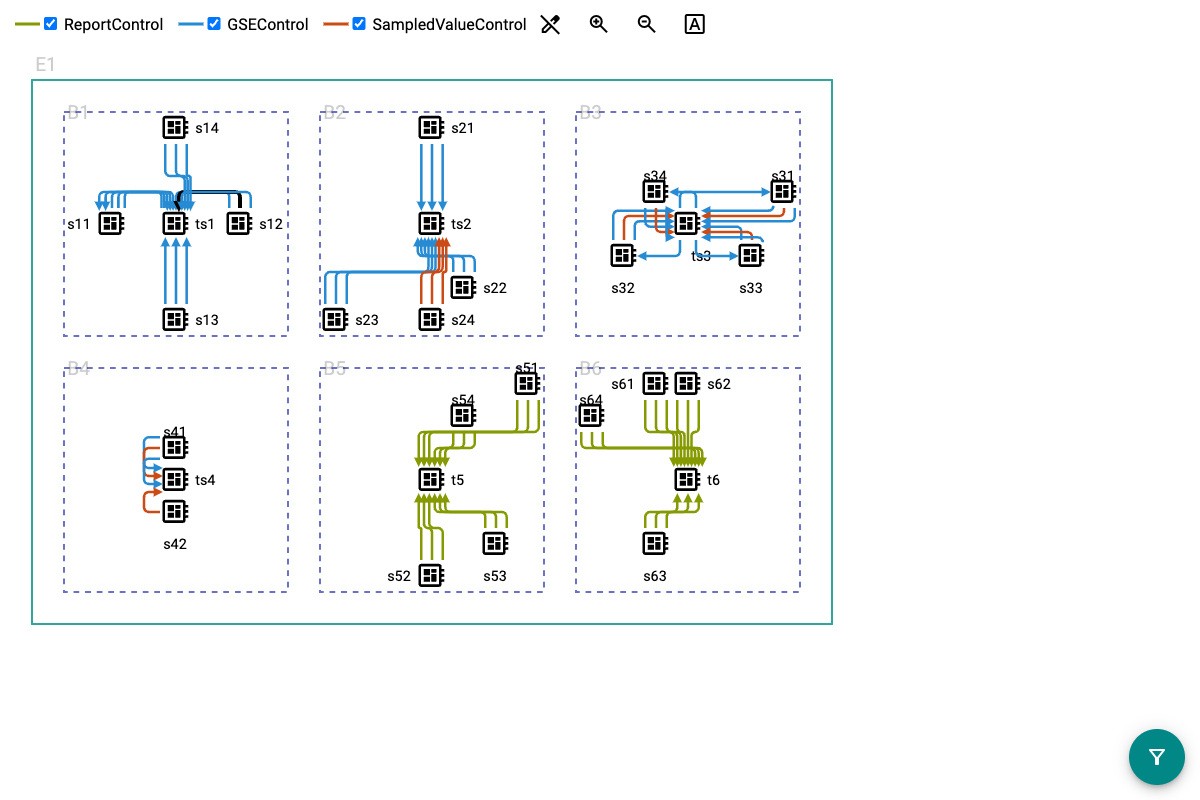 ReportControl GSEControl SampledValueControl A
E1
B1 B2 B3
s14 s21
s34 s31
s11 ts1 s12 ts2 ts3
s22 s32 s33
s13 s23 s24
B4 B5 B6
s51 s61 s62
s54 s64
s41
ts4 t5 t6
s42
s52 s53 s63